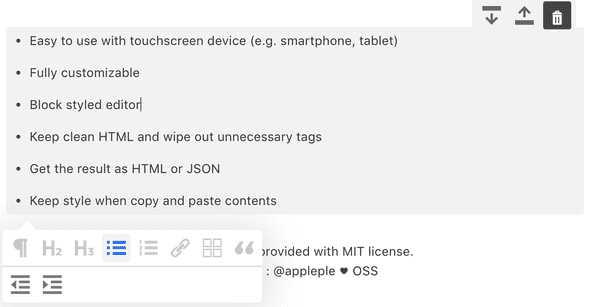 • Easy to use with touchscreen device (e.g. smartphone, tablet)
• Fully customizable
• Block styled editor
• Keep clean HTML and wipe out unnecessary tags
• Get the result as HTML or JSON
• Keep style when copy and paste contents
¶ H2 H3 “
provided with MIT license.
: @appleple ♥ OSS